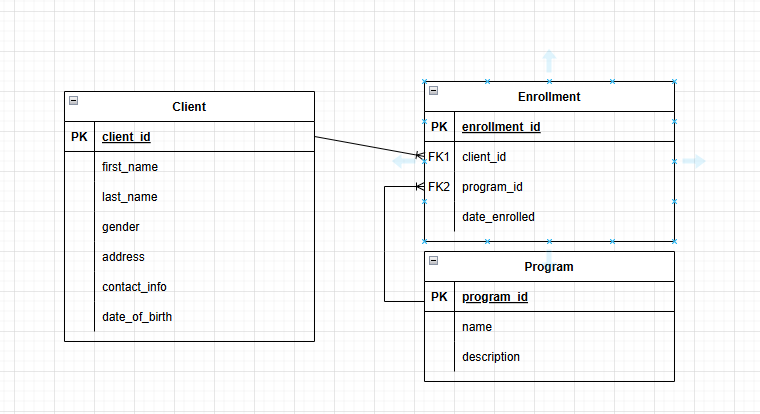 Client
PK client_id
first_name
last_name
gender
address
contact_info
date_of_birth
Enrollment
PK enrollment_id
FK1 client_id
FK2 program_id
date_enrolled
Program
PK program_id
name
description